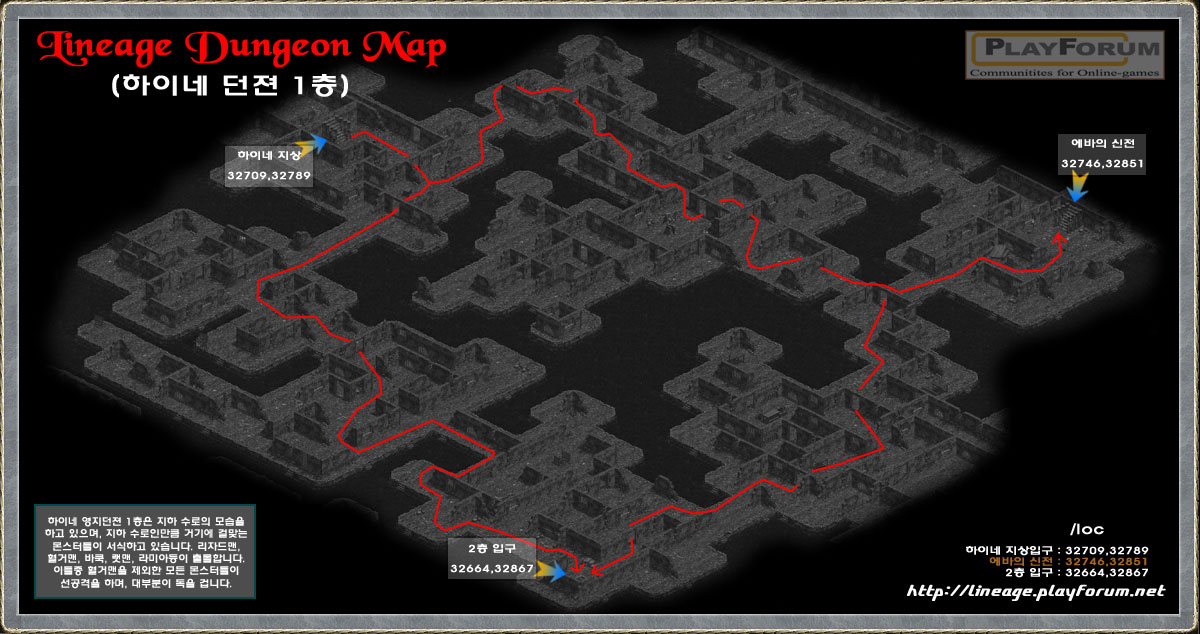 Lineage Dungeon Map
(하이네 던젼 1층)
PlayForum
Communitites for Online-games
하이네 지상
32709,32789
에바의 신전
32746,32851
2층 입구
32664,32867
하이네 영지던젼 1층은 지하 수로의 모습을
하고 있으며, 지하 수로인만큼 거기에 걸맞는
몬스터들이 서식하고 있습니다. 리자드맨,
헐거맨, 바룩, 랫맨, 라미아등이 출몰합니다.
이들중 헐거맨을 제외한 모든 몬스터들이
선공격을 하며, 대부분이 독을 겁니다.
/loc
하이네 지상입구 : 32709,32789
에바의 신전 : 32746,32851
2층 입구 : 32664,32867
http://lineage.playforum.net